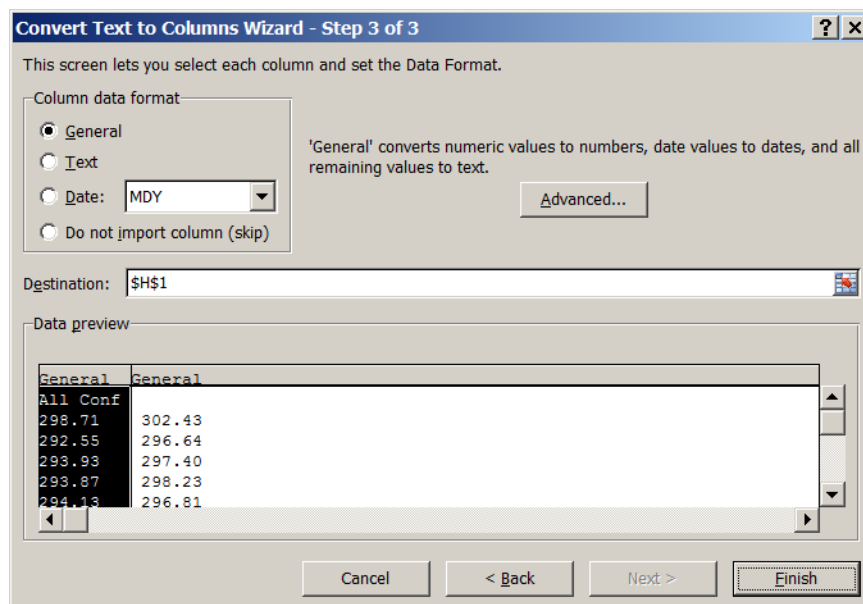 Convert Text to Columns Wizard - Step 3 of 3
This screen lets you select each column and set the Data Format.
Column data format
General
Text
Date: MDY
Do not import column (skip)
'General' converts numeric values to numbers, date values to dates, and all
remaining values to text.
Advanced...
Destination: $H$1
Data preview
General General
All Conf
298.71 302.43
292.55 296.64
293.93 297.40
293.87 298.23
294.13 296.81
Cancel < Back Next > Finish